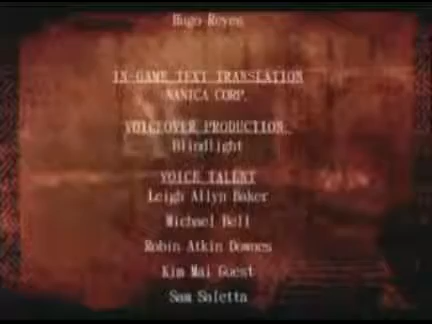 Hugo Reyes
IN-GAME TEXT TRANSLATION
NANICA CORP.
VOICEOVER PRODUCTION
Blindlight
VOICE TALENT
Leigh Allyn Baker
Michael Bell
Robin Atkin Downes
Kim Mai Guest
Sam Saletta